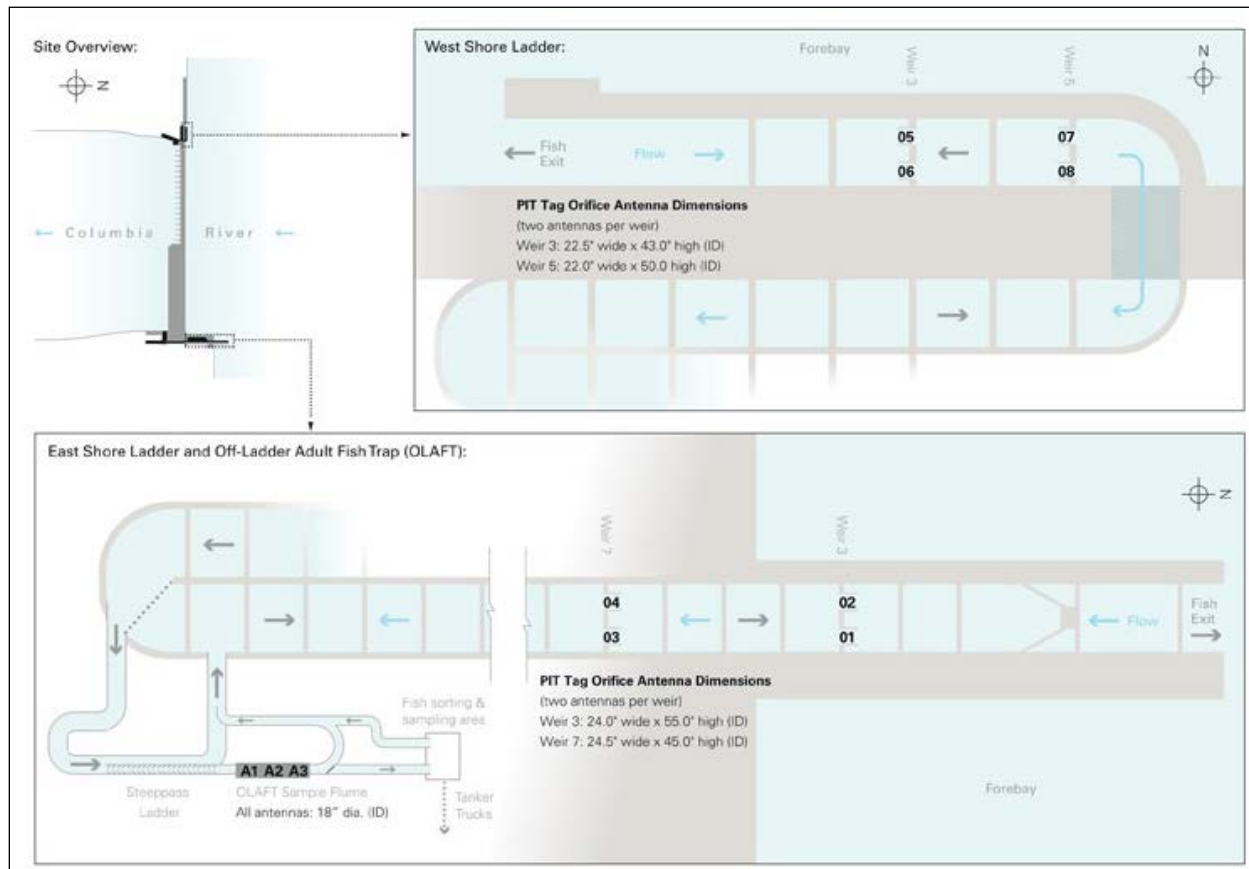 Site Overview:
N
Columbia River
West Shore Ladder:
Forebay
Weir 3
Weir 5
N
Fish
Exit
Flow
05
07
06
08
PIT Tag Orifice Antenna Dimensions
(two antennas per weir)
Weir 3: 22.5" wide x 43.0" high (ID)
Weir 5: 22.0" wide x 50.0 high (ID)
East Shore Ladder and Off-Ladder Adult Fish Trap (OLAFT):
N
Weir 7
Weir 3
04
02
03
01
Flow
Fish
Exit
PIT Tag Orifice Antenna Dimensions
(two antennas per weir)
Weir 3: 24.0" wide x 55.0" high (ID)
Weir 7: 24.5" wide x 45.0" high (ID)
Fish sorting &
sampling area
A1 A2 A3
Steeppass
Ladder
OLAFT Sample Flume
All antennas: 18" dia. (ID)
Tanker
Trucks
Forebay